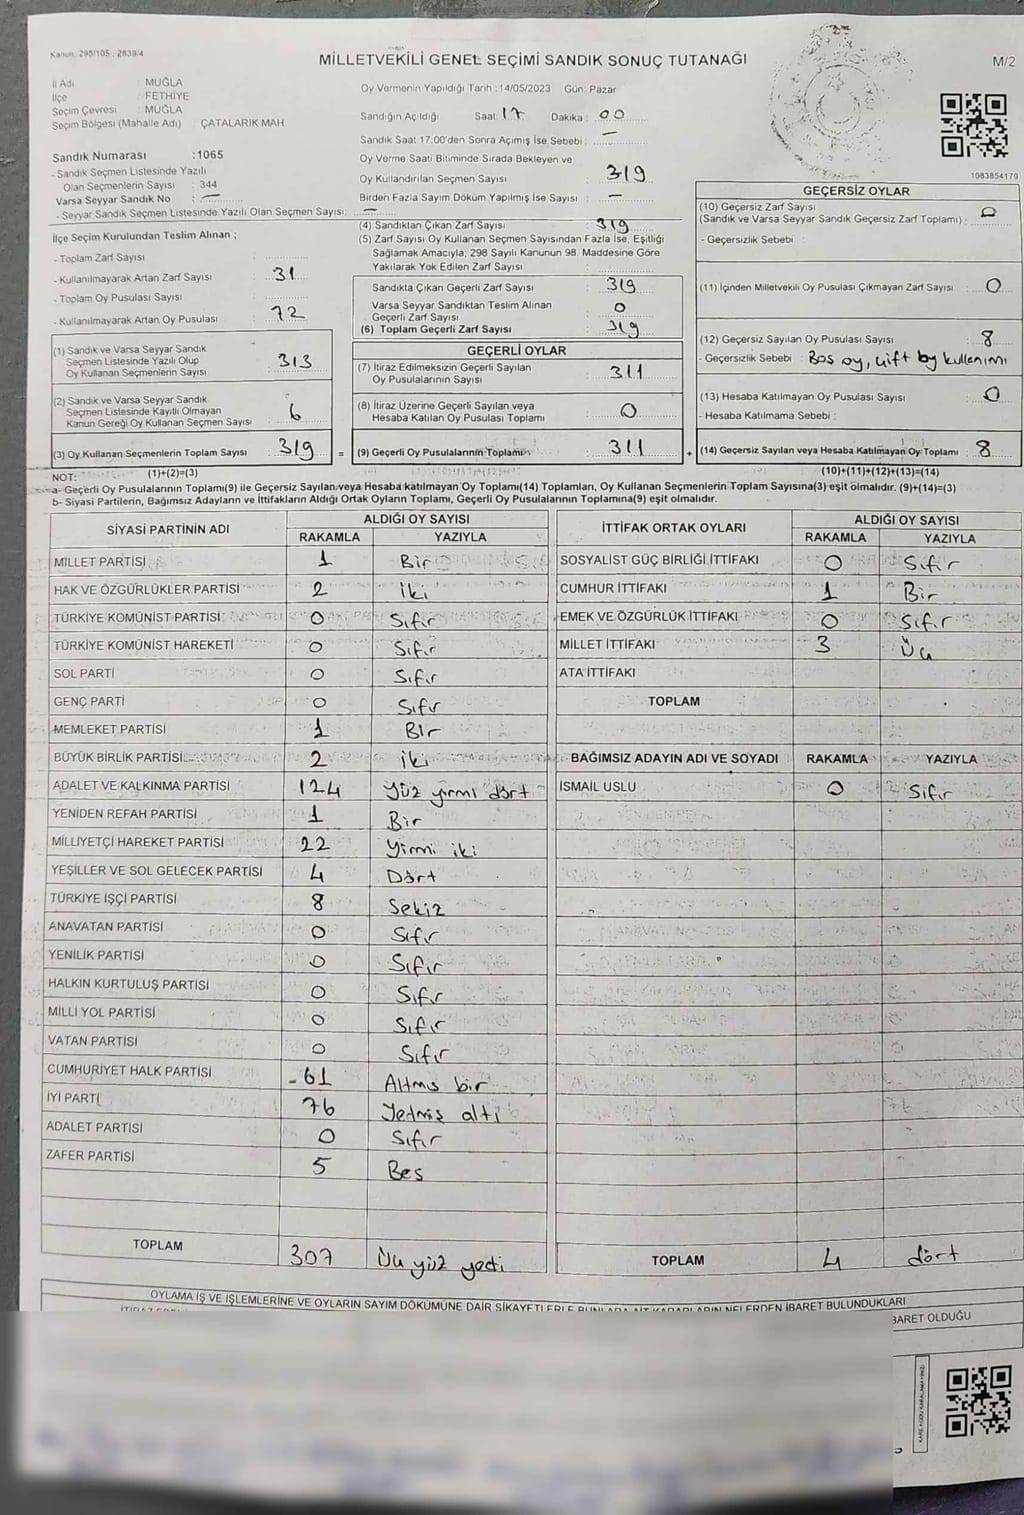 Kanun: 298/105 , 2839/4
MİLLETVEKİLİ GENEL SEÇİMİ SANDIK SONUÇ TUTANAĞI
M/2
İl Adı : MUĞLA
İlçe : FETHİYE
Seçim Çevresi : MUĞLA
Seçim Bölgesi (Mahalle Adı) : ÇATALARIK MAH.
Sandık Numarası :1065
- Sandık Seçmen Listesinde Yazılı
Olan Seçmenlerin Sayısı : 344
Varsa Seyyar Sandık No : —
- Seyyar Sandık Seçmen Listesinde Yazılı Olan Seçmen Sayısı: —
Oy Vermenin Yapıldığı Tarih :14/05/2023 Gün: Pazar
Sandığın Açıldığı Saat: 17 Dakika : 00
Sandık Saat 17:00'den Sonra Açımış İse Sebebi : —
Oy Verme Saati Bitiminde Sırada Bekleyen ve
Oy Kullandırılan Seçmen Sayısı : 319
Birden Fazla Sayım Döküm Yapılmış İse Sayısı : —
1083854179
İlçe Seçim Kurulundan Teslim Alınan ;
- Toplam Zarf Sayısı :
- Kullanılmayarak Artan Zarf Sayısı : 31
- Toplam Oy Pusulası Sayısı :
- Kullanılmayarak Artan Oy Pusulası : 72
(4) Sandıktan Çıkan Zarf Sayısı : 319
(5) Zarf Sayısı Oy Kullanan Seçmen Sayısından Fazla İse, Eşitliği
Sağlamak Amacıyla; 298 Sayılı Kanunun 98. Maddesine Göre
Yakılarak Yok Edilen Zarf Sayısı :
Sandıkta Çıkan Geçerli Zarf Sayısı : 319
Varsa Seyyar Sandıktan Teslim Alınan
Geçerli Zarf Sayısı : 0
(6) Toplam Geçerli Zarf Sayısı : 319
GEÇERSİZ OYLAR
(10) Geçersiz Zarf Sayısı
(Sandık ve Varsa Seyyar Sandık Geçersiz Zarf Toplamı) : 0
- Geçersizlik Sebebi :
(11) İçinden Milletvekili Oy Pusulası Çıkmayan Zarf Sayısı : 0
(12) Geçersiz Sayılan Oy Pusulası Sayısı : 8
- Geçersizlik Sebebi : Boş oy, çift oy kullanımı
(13) Hesaba Katılmayan Oy Pusulası Sayısı : 0
- Hesaba Katılmama Sebebi :
(14) Geçersiz Sayılan veya Hesaba Katılmayan Oy Toplamı : 8
(1) Sandık ve Varsa Seyyar Sandık
Seçmen Listesinde Yazılı Olup
Oy Kullanan Seçmenlerin Sayısı : 313
(2) Sandık ve Varsa Seyyar Sandık
Seçmen Listesinde Kayıtlı Olmayan
Kanun Gereği Oy Kullanan Seçmen Sayısı : 6
(3) Oy Kullanan Seçmenlerin Toplam Sayısı : 319
=
GEÇERLİ OYLAR
(7) İtiraz Edilmeksizin Geçerli Sayılan
Oy Pusulalarının Sayısı : 311
(8) İtiraz Üzerine Geçerli Sayılan veya
Hesaba Katılan Oy Pusulası Toplamı : 0
(9) Geçerli Oy Pusulalarının Toplamı : 311
+
NOT: (1)+(2)=(3)
(10)+(11)+(12)+(13)=(14)
a- Geçerli Oy Pusulalarının Toplamı(9) ile Geçersiz Sayılan veya Hesaba katılmayan Oy Toplamı(14) Toplamları, Oy Kullanan Seçmenlerin Toplam Sayısına(3) eşit olmalıdır. (9)+(14)=(3)
b- Siyasi Partilerin, Bağımsız Adayların ve İttifakların Aldığı Ortak Oyların Toplamı, Geçerli Oy Pusulalarının Toplamına(9) eşit olmalıdır.
SİYASİ PARTİNİN ADI
ALDIĞI OY SAYISI
RAKAMLA YAZIYLA
MİLLET PARTİSİ 1 Bir
HAK VE ÖZGÜRLÜKLER PARTİSİ 2 İki
TÜRKİYE KOMÜNİST PARTİSİ 0 Sıfır
TÜRKİYE KOMÜNİST HAREKETİ 0 Sıfır
SOL PARTİ 0 Sıfır
GENÇ PARTİ 0 Sıfır
MEMLEKET PARTİSİ 1 BIr
BÜYÜK BİRLİK PARTİSİ 2 İki
ADALET VE KALKINMA PARTİSİ 124 Yüz yirmi dört
YENİDEN REFAH PARTİSİ 1 Bir
MİLLİYETÇİ HAREKET PARTİSİ 22 Yirmi iki
YEŞİLLER VE SOL GELECEK PARTİSİ 4 Dört
TÜRKİYE İŞÇİ PARTİSİ 8 Sekiz
ANAVATAN PARTİSİ 0 Sıfır
YENİLİK PARTİSİ 0 Sıfır
HALKIN KURTULUŞ PARTİSİ 0 Sıfır
MİLLİ YOL PARTİSİ 0 Sıfır
VATAN PARTİSİ 0 Sıfır
CUMHURİYET HALK PARTİSİ 61 Altmış bir
İYİ PARTİ 76 Yetmiş altı
ADALET PARTİSİ 0 Sıfır
ZAFER PARTİSİ 5 Beş
TOPLAM 307 Üç yüz yedi
İTTİFAK ORTAK OYLARI
ALDIĞI OY SAYISI
RAKAMLA YAZIYLA
SOSYALİST GÜÇ BİRLİĞİ İTTİFAKI 0 Sıfır
CUMHUR İTTİFAKI 1 Bir
EMEK VE ÖZGÜRLÜK İTTİFAKI 0 Sıfır
MİLLET İTTİFAKI 3 Üç
ATA İTTİFAKI
TOPLAM
BAĞIMSIZ ADAYIN ADI VE SOYADI RAKAMLA YAZIYLA
İSMAİL USLU 0 Sıfır
TOPLAM 4 dört
OYLAMA İŞ VE İŞLEMLERİNE VE OYLARIN SAYIM DÖKÜMÜNE DAİR ŞİKAYETLERLE BUNLARA AİT KARARLARIN NELERDEN İBARET BULUNDUKLARI
BARET OLDUĞU
KARE KODU KARALAMAYINIZ!